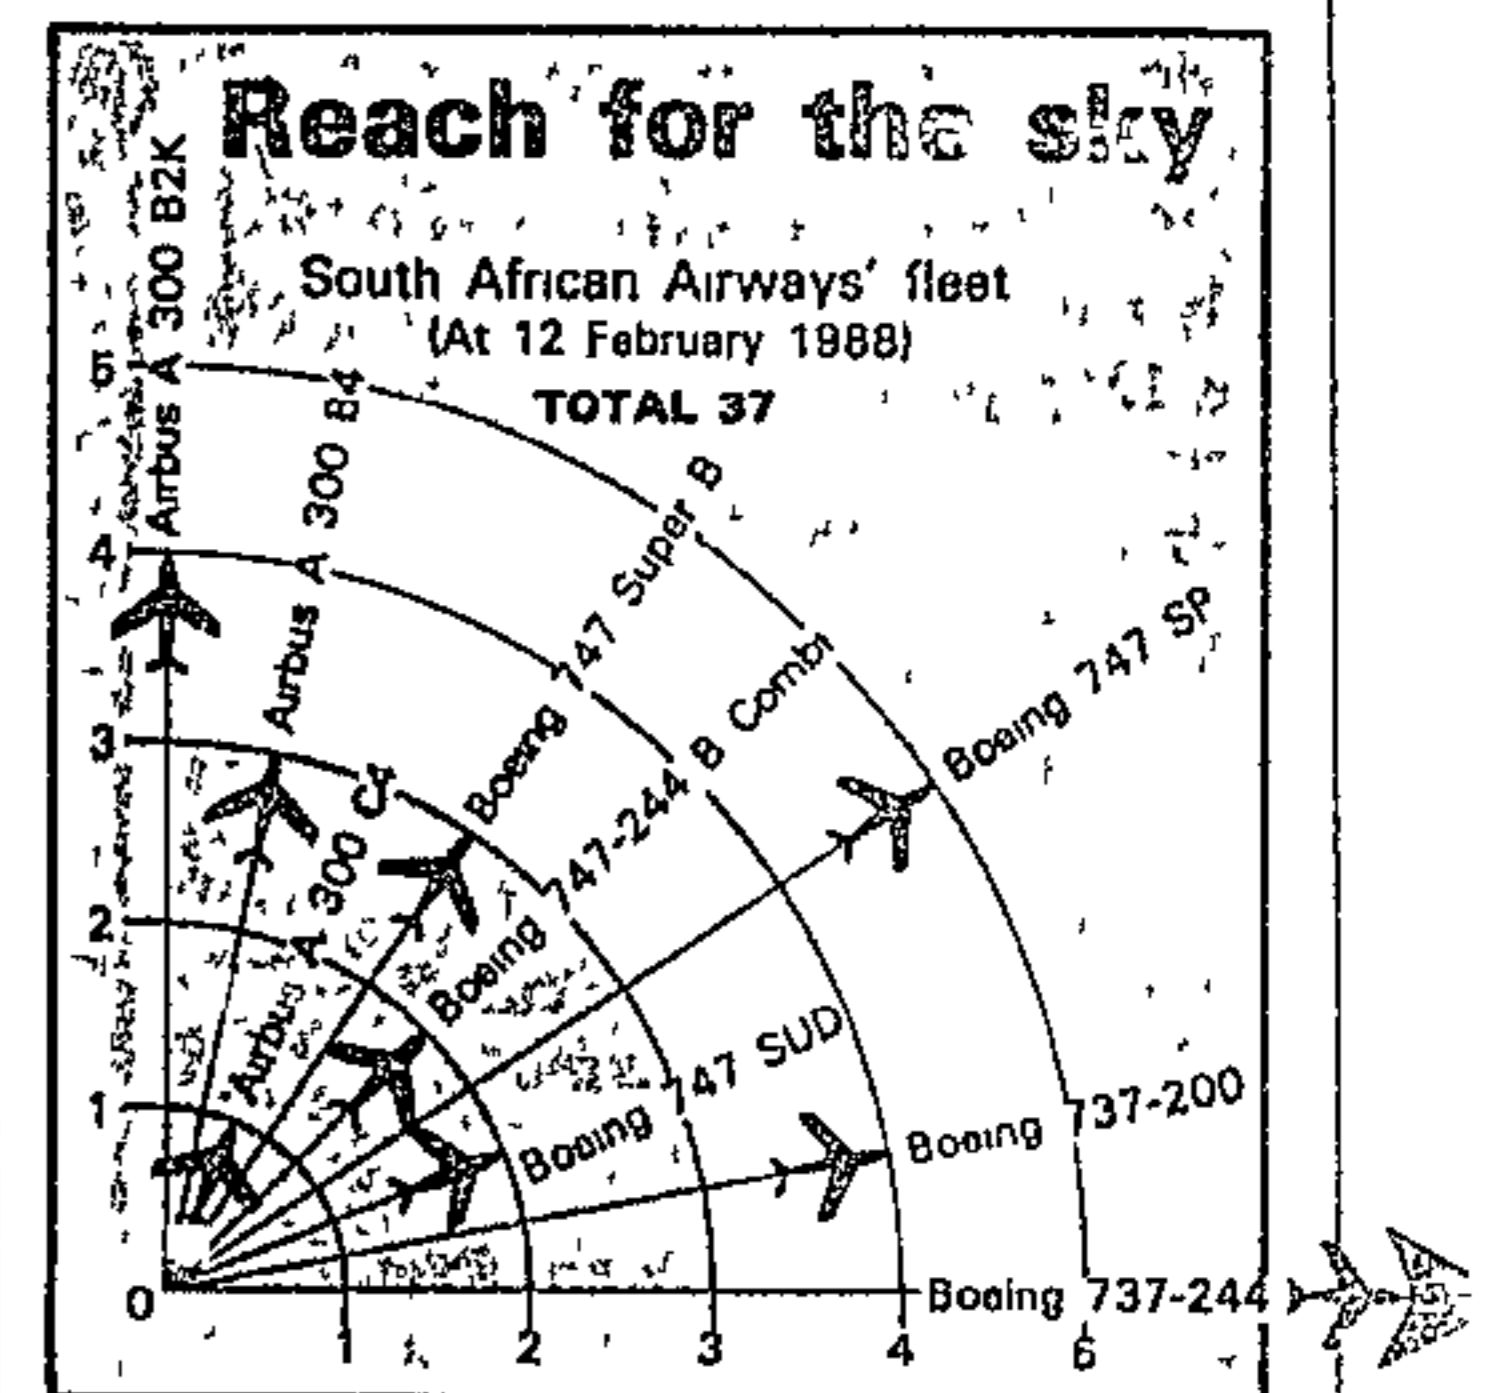 Reach for the sky
South African Airways' fleet
(At 12 February 1988)
TOTAL 37
Airbus A 300 B2K
Airbus A 300 B4
Airbus A 300 C4
Boeing 747 Super B
Boeing 747-244 B Combi
Boeing 747 SP
Boeing 747 SUD
Boeing 737-200
Boeing 737-244
5
4
3
2
1
0
1
2
3
4
6